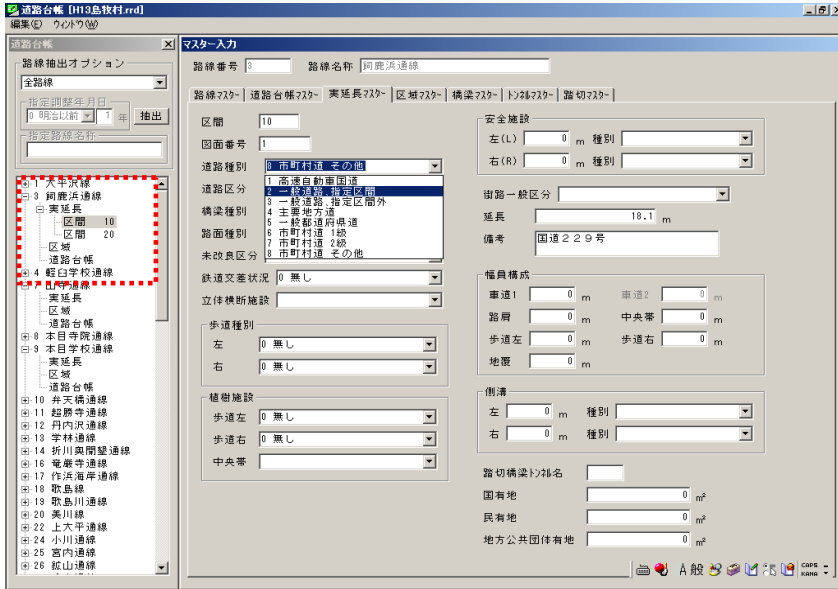 道路台帳 [H13島牧村.rrd]
編集(E) ウィンドウ(W)
道路台帳
路線抽出オプション
全路線
指定調整年月日
0 明治以前 1 年 抽出
指定路線名称
1 大平沢線
3 飼鹿浜通線
実延長
区間 10
区間 20
区域
道路台帳
4 軽臼学校通線
7 山寺通線
実延長
区域
道路台帳
8 本目寺院通線
9 本目学校通線
実延長
区域
道路台帳
10 弁天橋通線
11 超勝寺通線
12 丹内沢通線
13 学林通線
14 折川奥開墾通線
16 竜厳寺通線
17 作浜海岸通線
18 歌島線
19 歌島川通線
20 美川線
22 上大平通線
24 小川通線
25 宮内通線
26 鉱山通線
マスター入力
路線番号 3 路線名称 飼鹿浜通線
路線マスター 道路台帳マスター 実延長マスター 区域マスター 橋梁マスター トンネルマスター 踏切マスター
区間 10
図面番号 1
道路種別 8 市町村道 その他
1 高速自動車国道
2 一般道路、指定区間
3 一般道路、指定区間外
4 主要地方道
5 一般都道府県道
6 市町村道 1級
7 市町村道 2級
8 市町村道 その他
道路区分
橋梁種別
路面種別
未改良区分
鉄道交差状況 0 無し
立体横断施設
歩道種別
左 0 無し
右 0 無し
植樹施設
歩道左 0 無し
歩道右 0 無し
中央帯
安全施設
左(L) 0 m 種別
右(R) 0 m 種別
街路一般区分
延長 18.1 m
備考 国道229号
幅員構成
車道1 0 m 車道2 0 m
路肩 0 m 中央帯 0 m
歩道左 0 m 歩道右 0 m
地覆 0 m
側溝
左 0 m 種別
右 0 m 種別
踏切橋梁トンネル名
国有地 0 m²
民有地 0 m²
地方公共団体有地 0 m²
A 般 CAPS
KANA